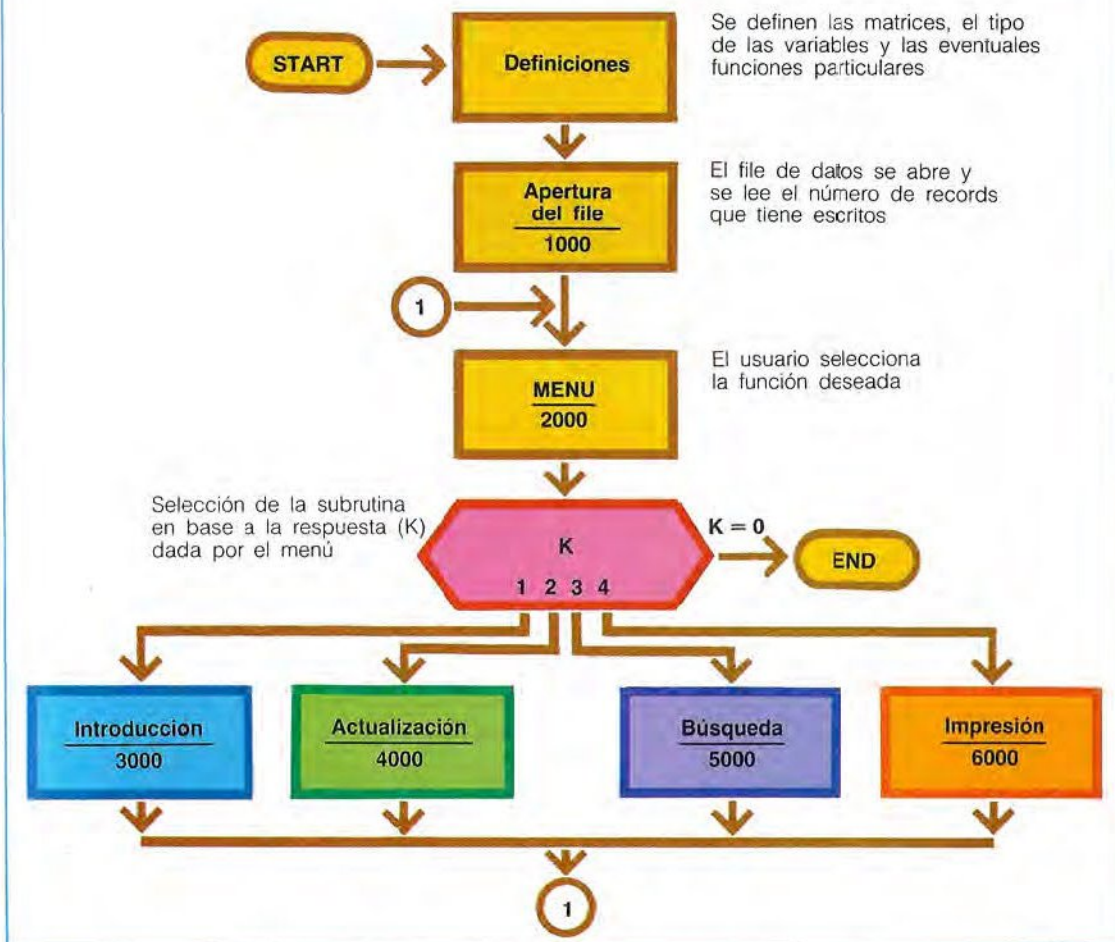 Se definen las matrices, el tipo
de las variables y las eventuales
funciones particulares
START
Definiciones
El file de datos se abre y
se lee el número de records
que tiene escritos
Apertura
del file
1000
1
El usuario selecciona
la función deseada
MENU
2000
Selección de la subrutina
en base a la respuesta (K)
dada por el menú
K = 0
K
END
1 2 3 4
Introducción
3000
Actualización
4000
Búsqueda
5000
Impresión
6000
1